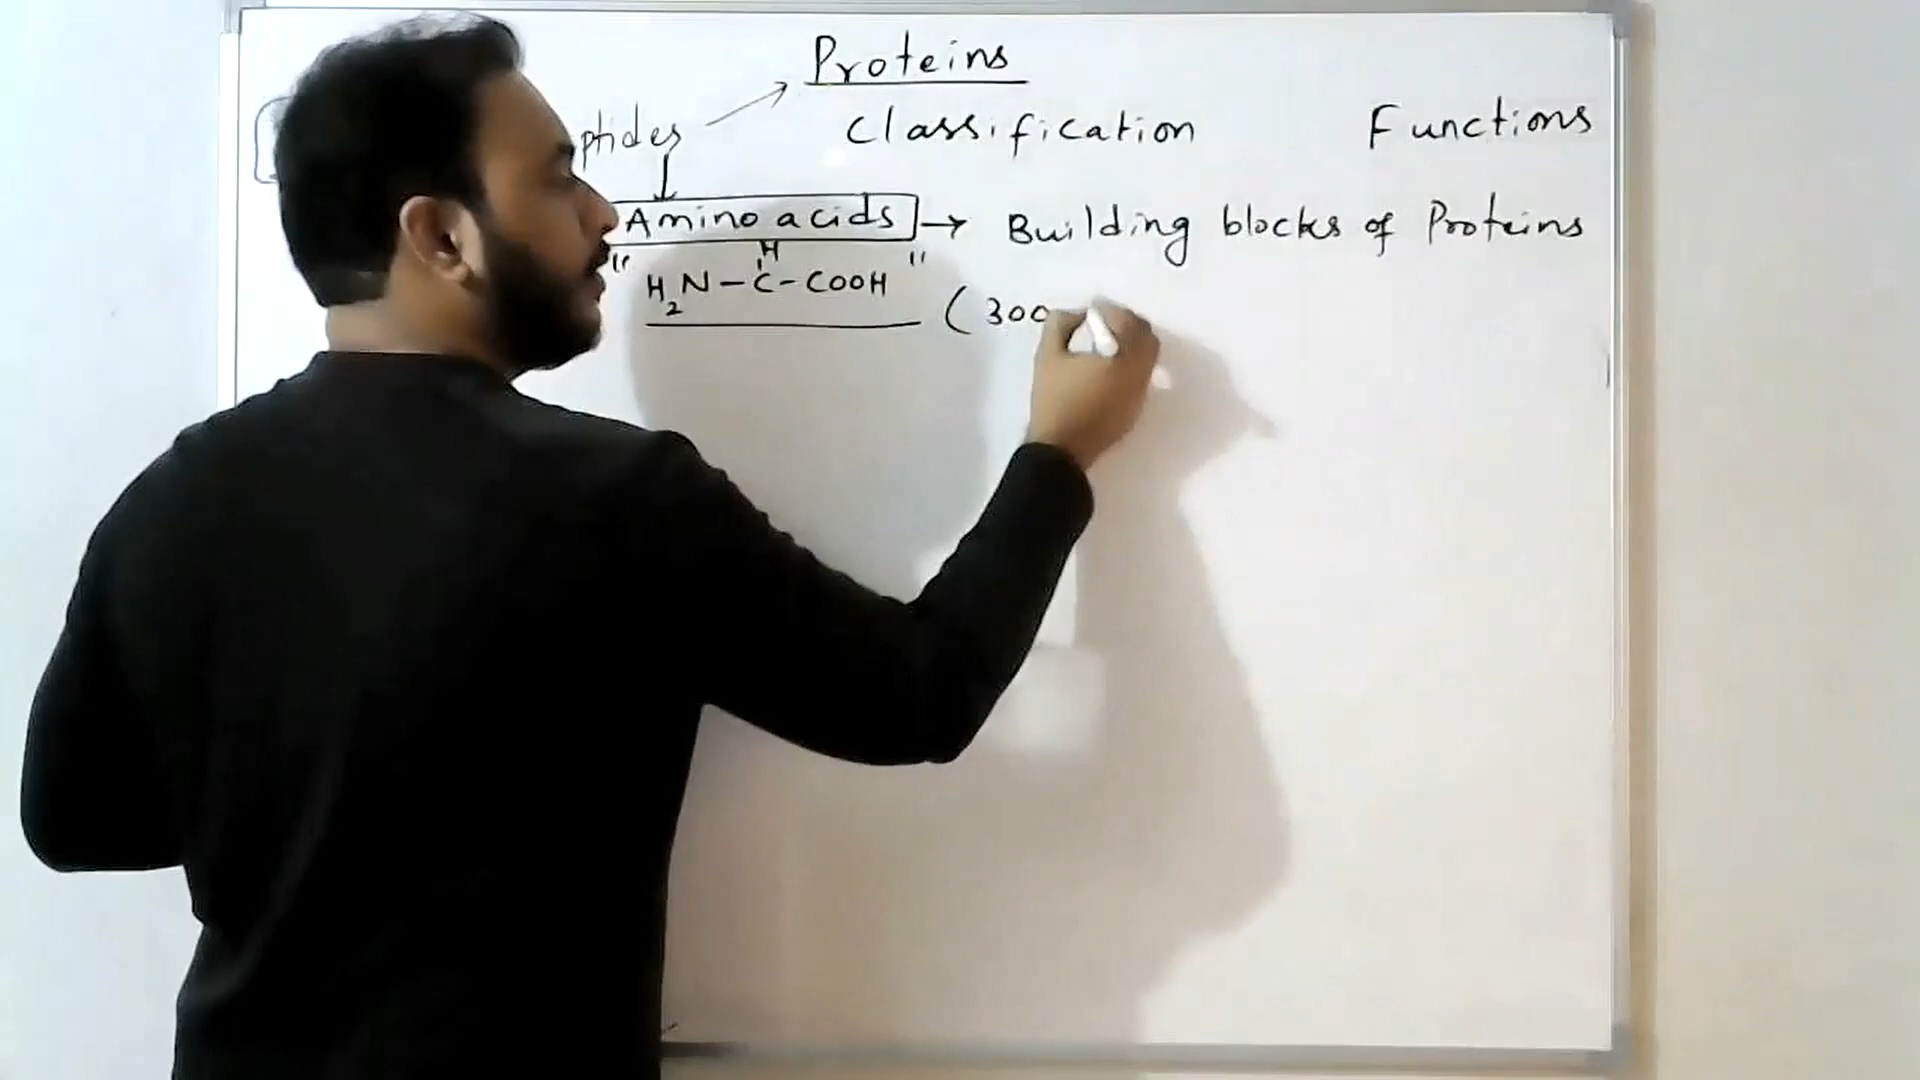 Proteins
ptides → Classification Functions
Amino acids → Building blocks of Proteins
H
" H₂N – C – COOH "
(300